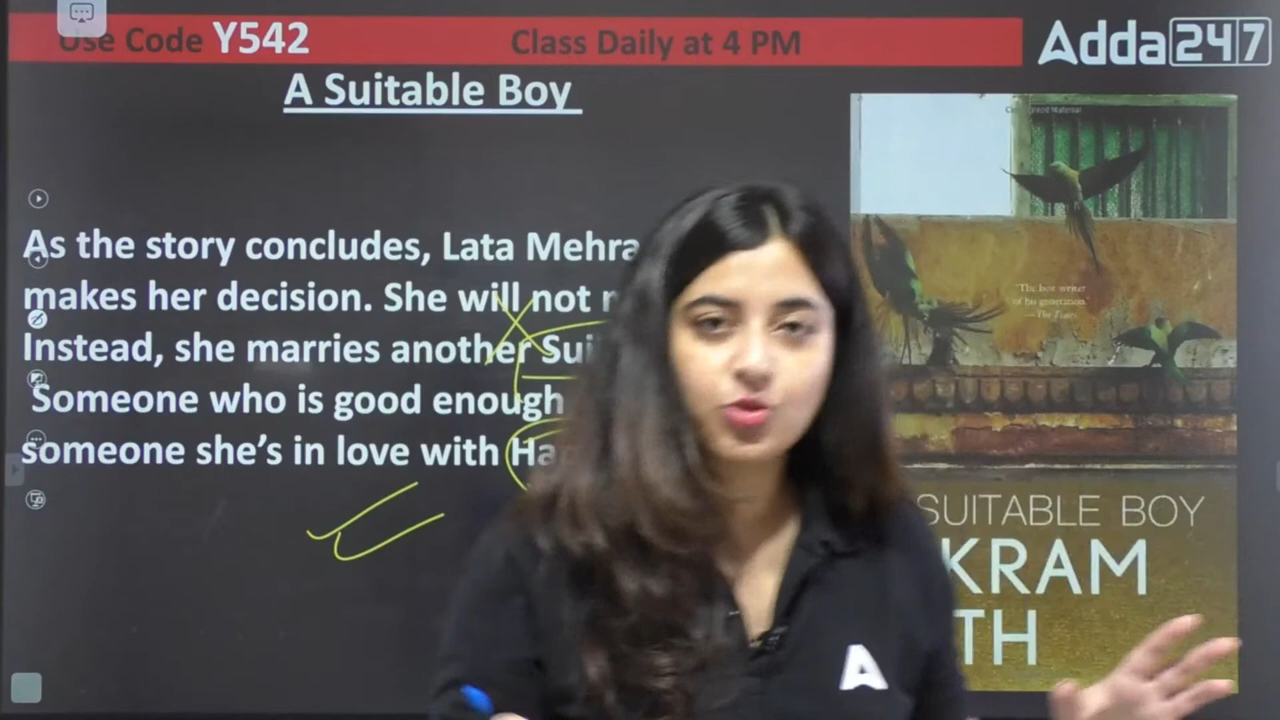 Use Code Y542
Class Daily at 4 PM
Adda247
A Suitable Boy
As the story concludes, Lata Mehra
makes her decision. She will not
Instead, she marries another
Someone who is good enough
someone she's in love with
"The best writer
of his generation."
—The Times
SUITABLE BOY
KRAM
TH